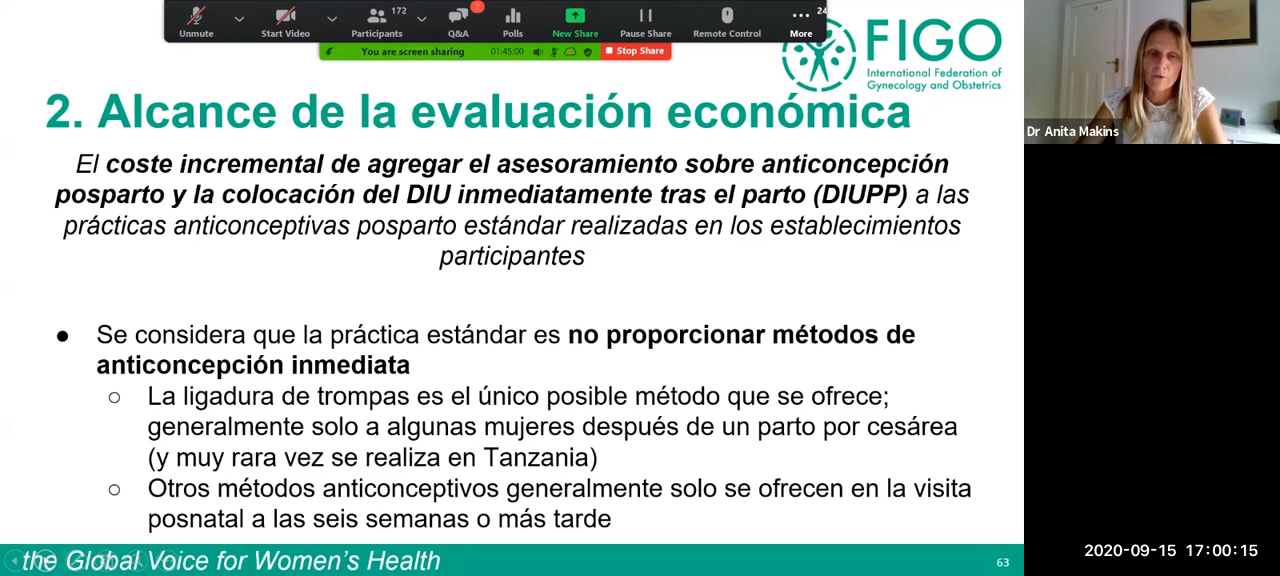 172
2
24
Unmute
Start Video
Participants
Q&A
Polls
New Share
Pause Share
Remote Control
More
You are screen sharing
01:45:00
Stop Share
FIGO
International Federation of
Gynecology and Obstetrics
Dr Anita Makins
2. Alcance de la evaluación económica
El coste incremental de agregar el asesoramiento sobre anticoncepción
posparto y la colocación del DIU inmediatamente tras el parto (DIUPP) a las
prácticas anticonceptivas posparto estándar realizadas en los establecimientos
participantes
● Se considera que la práctica estándar es no proporcionar métodos de
anticoncepción inmediata
○ La ligadura de trompas es el único posible método que se ofrece;
generalmente solo a algunas mujeres después de un parto por cesárea
(y muy rara vez se realiza en Tanzania)
○ Otros métodos anticonceptivos generalmente solo se ofrecen en la visita
posnatal a las seis semanas o más tarde
the Global Voice for Women's Health
63
2020-09-15 17:00:15